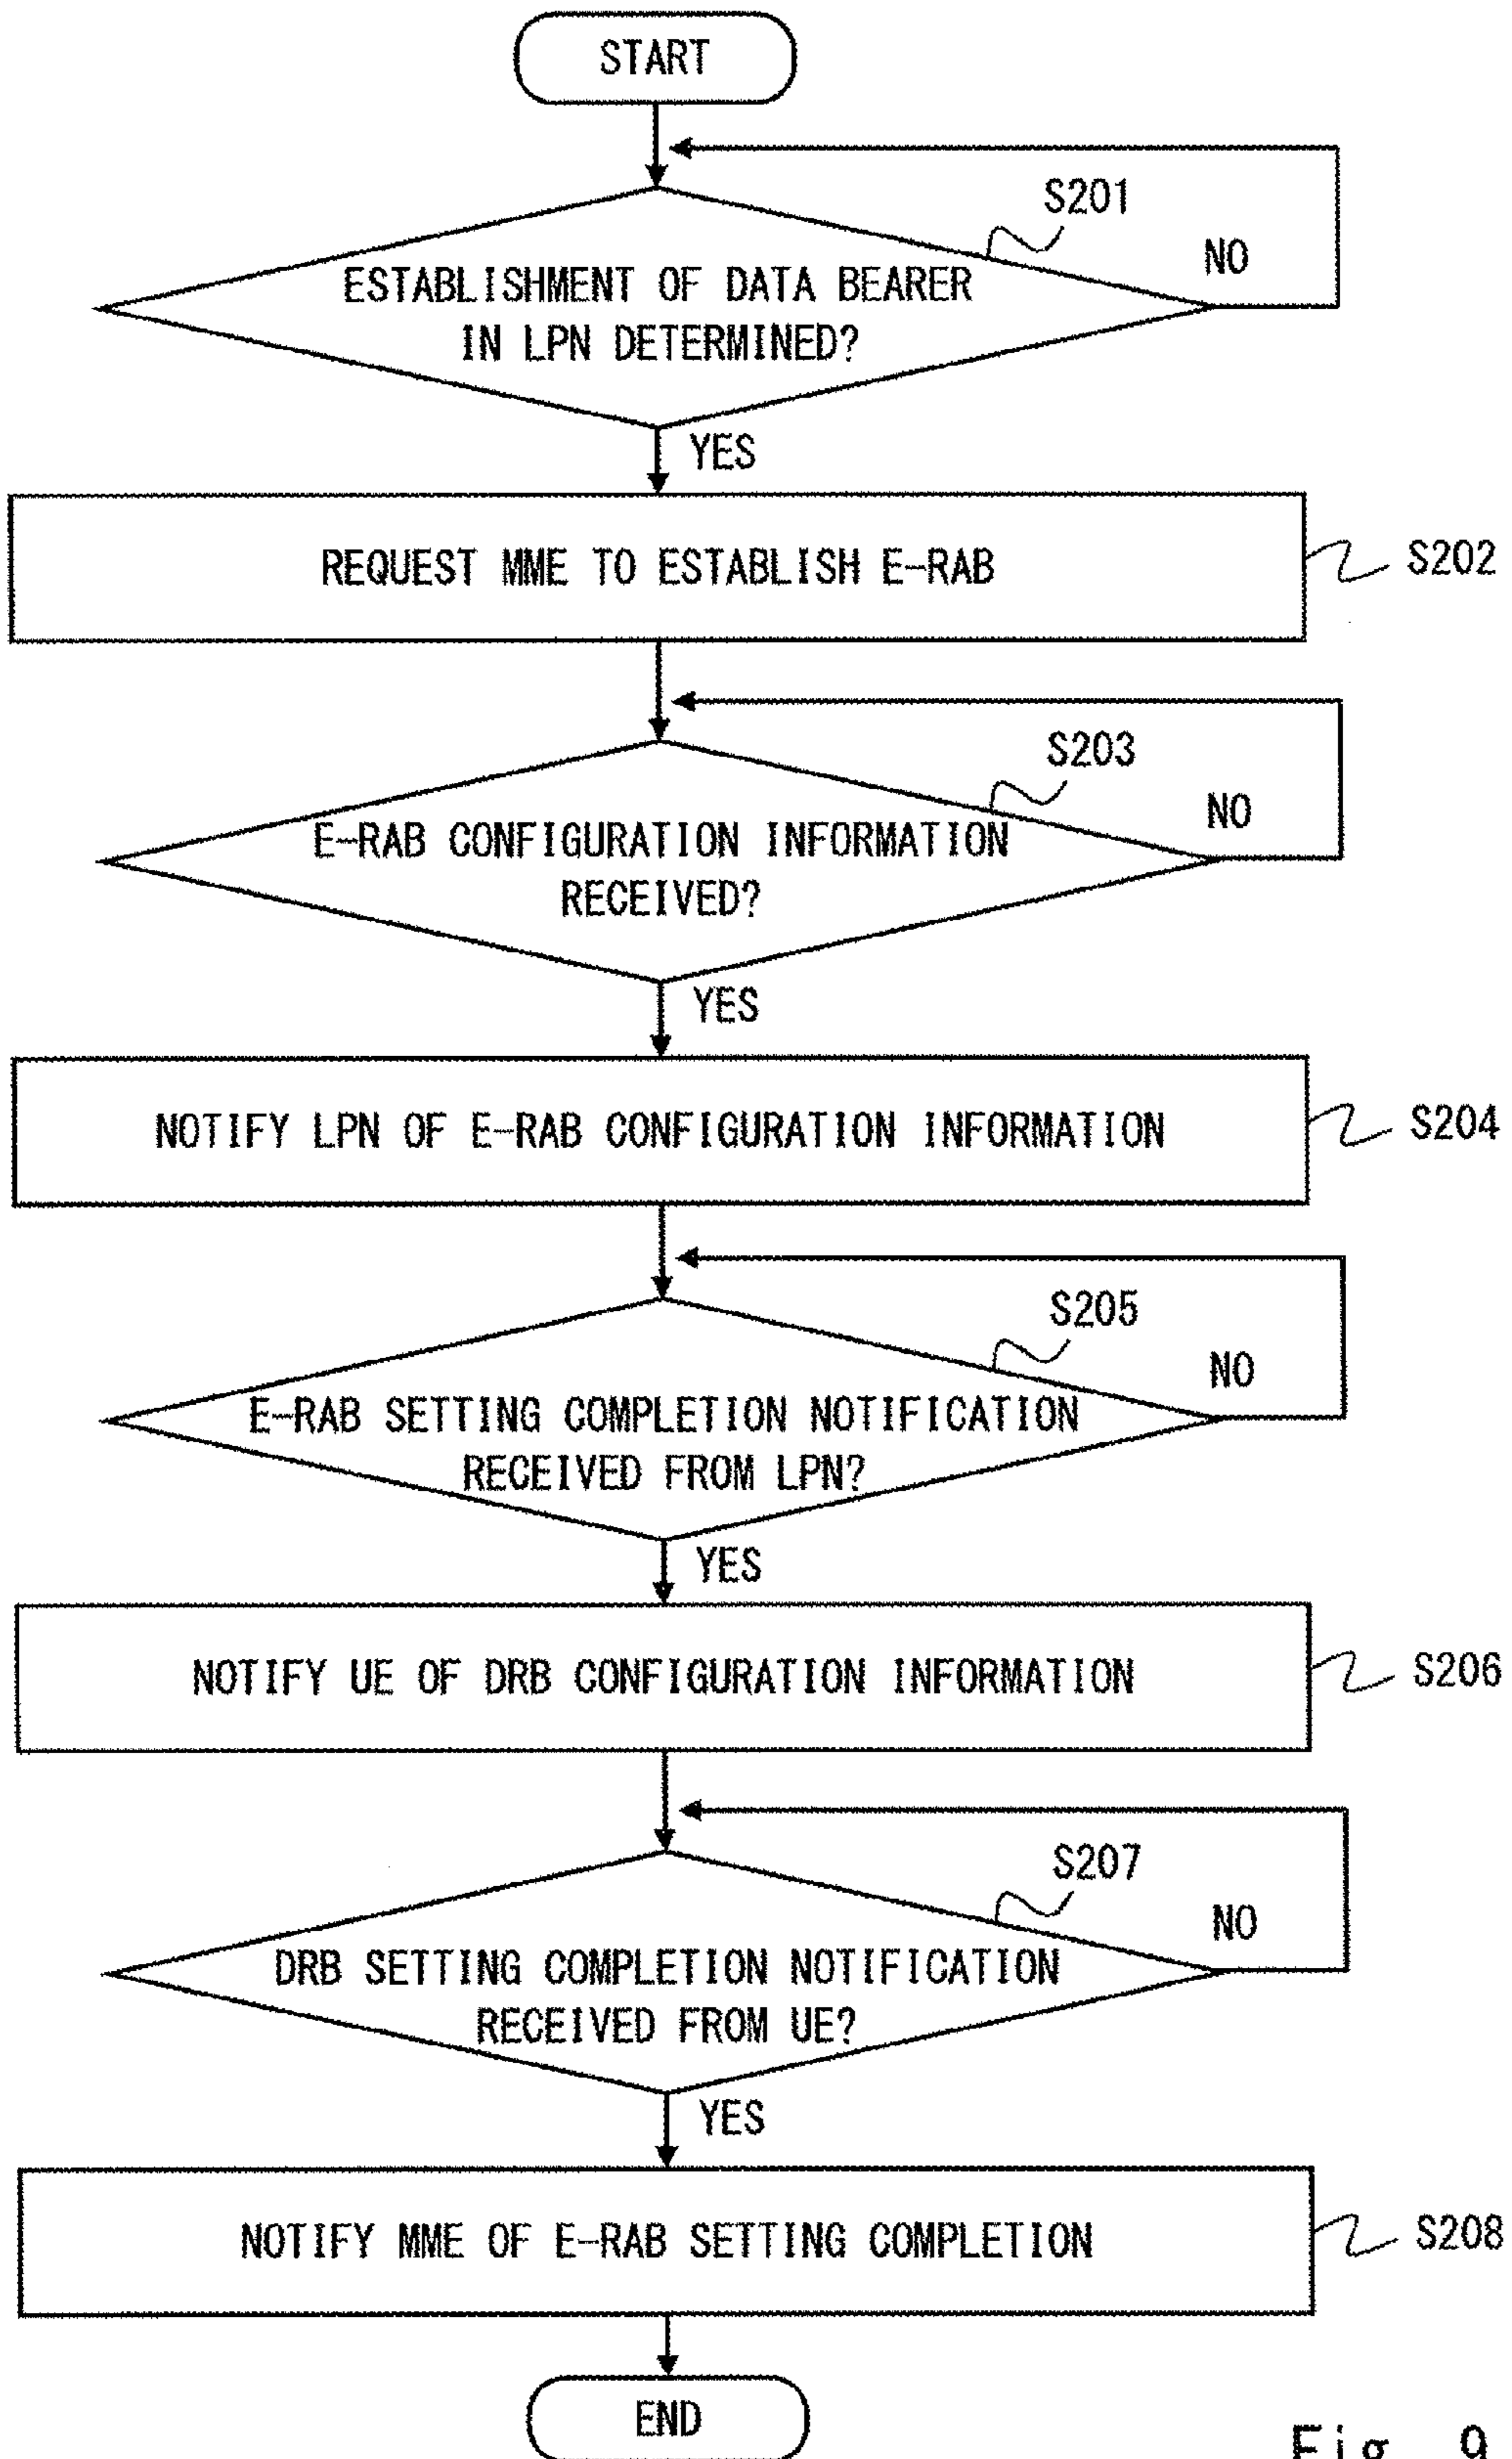 START
S201
NO
ESTABLISHMENT OF DATA BEARER
IN LPN DETERMINED?
YES
REQUEST MME TO ESTABLISH E-RAB
S202
S203
NO
E-RAB CONFIGURATION INFORMATION
RECEIVED?
YES
NOTIFY LPN OF E-RAB CONFIGURATION INFORMATION
S204
S205
NO
E-RAB SETTING COMPLETION NOTIFICATION
RECEIVED FROM LPN?
YES
NOTIFY UE OF DRB CONFIGURATION INFORMATION
S206
S207
NO
DRB SETTING COMPLETION NOTIFICATION
RECEIVED FROM UE?
YES
NOTIFY MME OF E-RAB SETTING COMPLETION
S208
END
Fig. 9